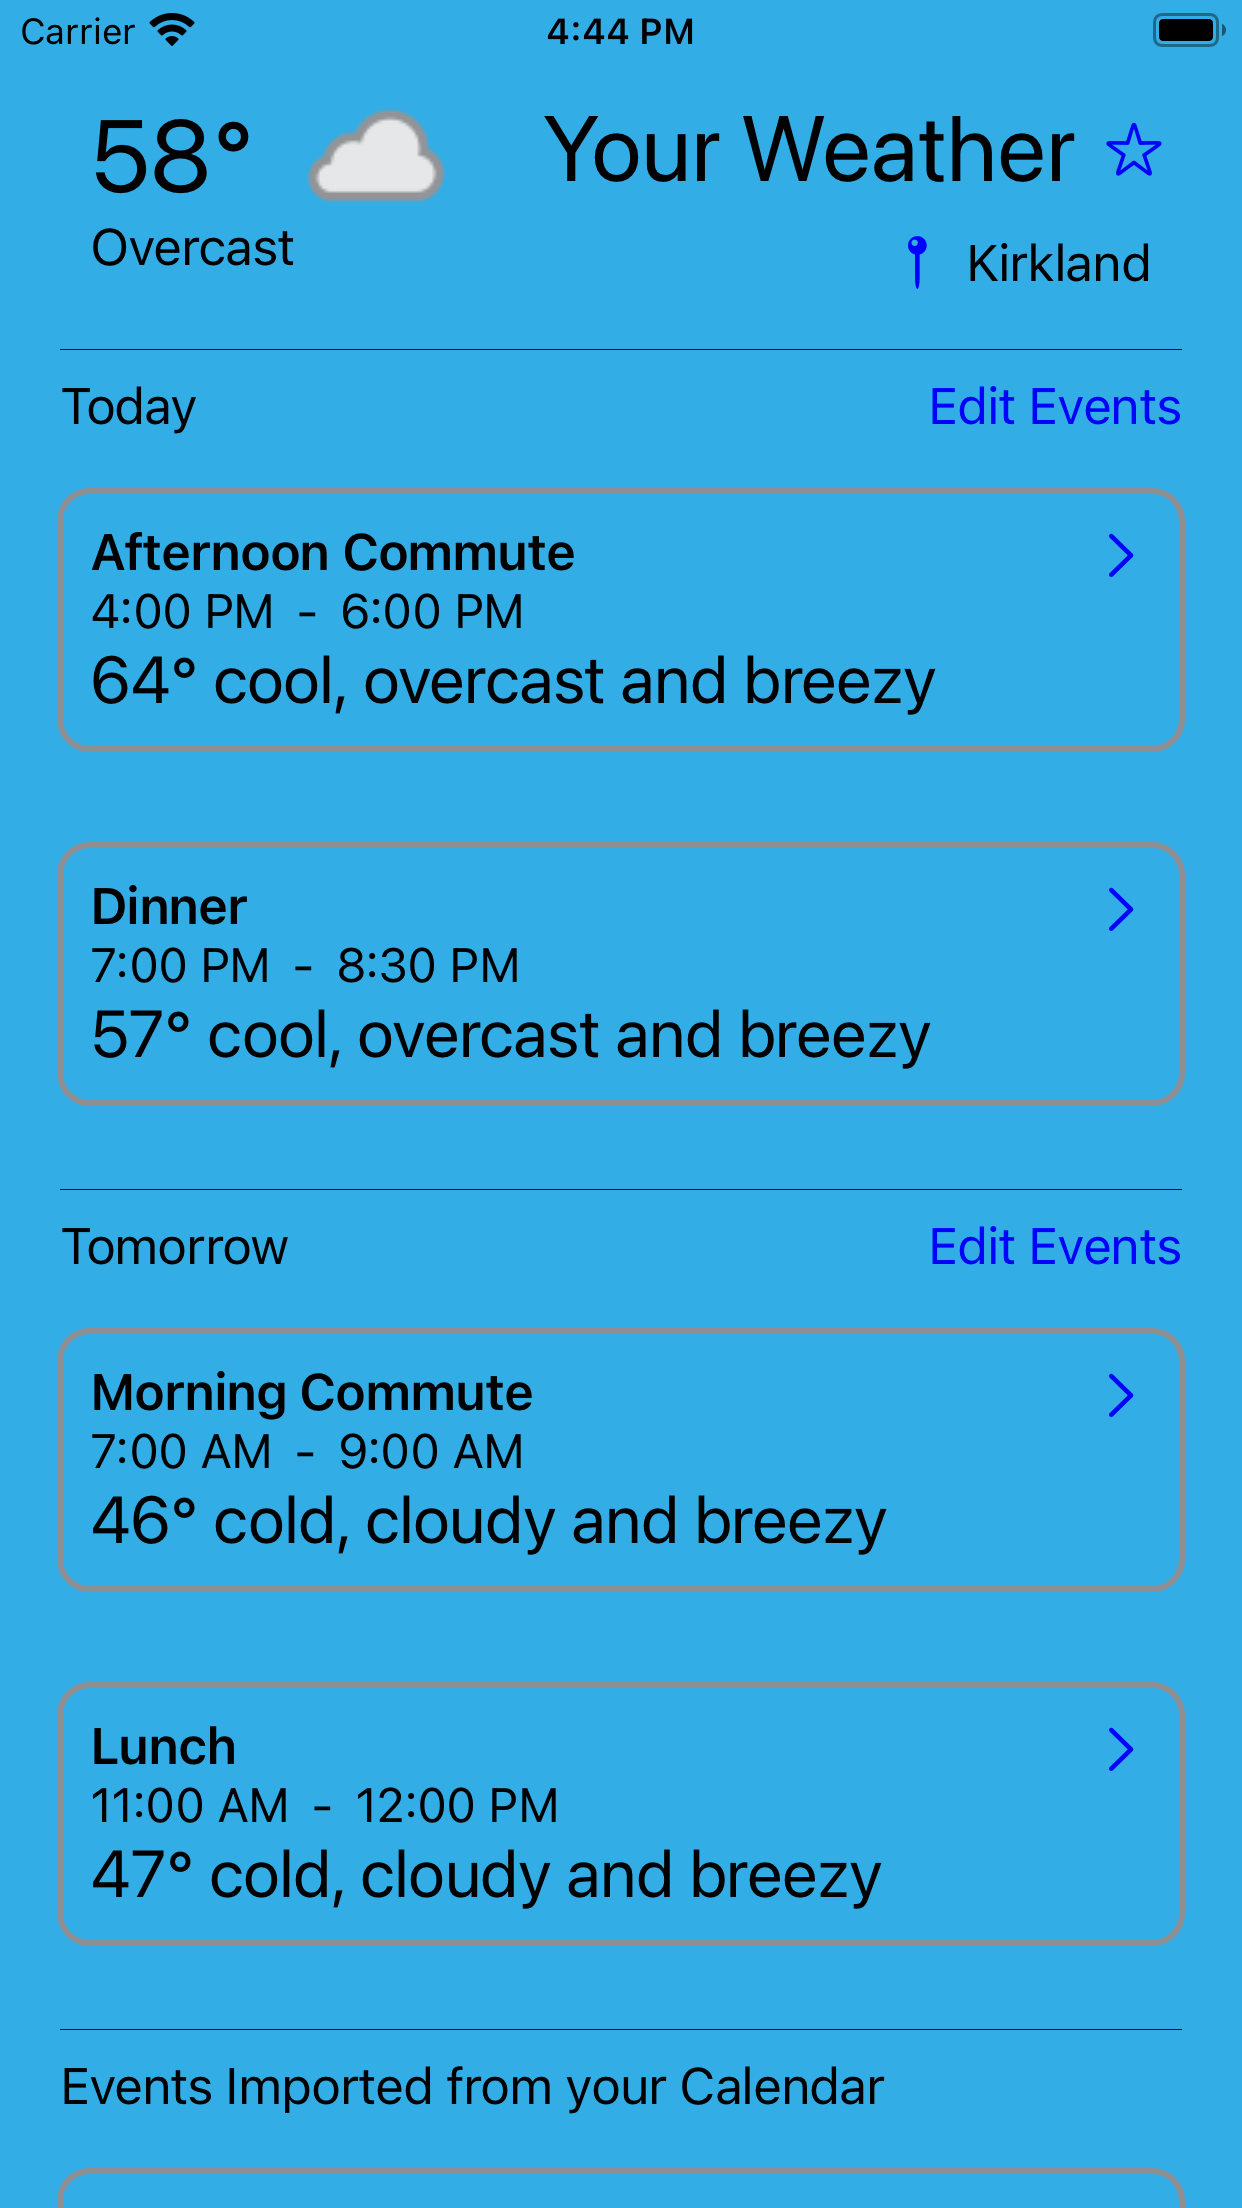 Carrier 4:44 PM
58° Your Weather
Overcast
Kirkland
Today Edit Events
Afternoon Commute
4:00 PM - 6:00 PM
64° cool, overcast and breezy
Dinner
7:00 PM - 8:30 PM
57° cool, overcast and breezy
Tomorrow Edit Events
Morning Commute
7:00 AM - 9:00 AM
46° cold, cloudy and breezy
Lunch
11:00 AM - 12:00 PM
47° cold, cloudy and breezy
Events Imported from your Calendar